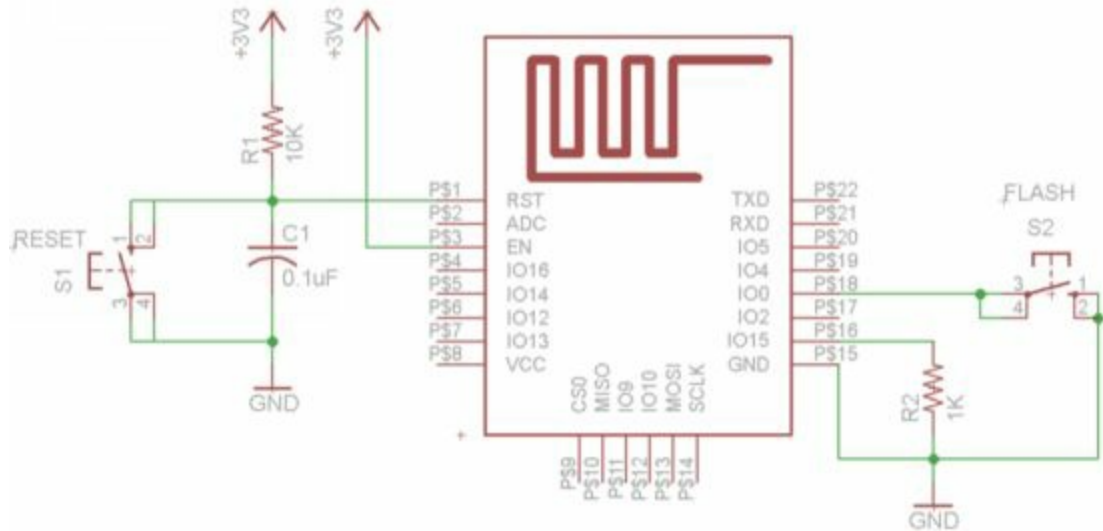 +3V3
+3V3
R1
10K
P$1
RST
TXD
P$22
P$2
ADC
RXD
P$21
P$3
EN
IO5
P$20
P$4
IO16
IO4
P$19
P$5
IO14
IO0
P$18
P$6
IO12
IO2
P$17
P$7
IO13
IO15
P$16
P$8
VCC
GND
P$15
RESET
S1
1
2
3
4
C1
0.1uF
GND
FLASH
S2
3
1
4
2
CS0
MISO
IO9
IO10
MOSI
SCLK
P$9
P$10
P$11
P$12
P$13
P$14
R2
1K
GND